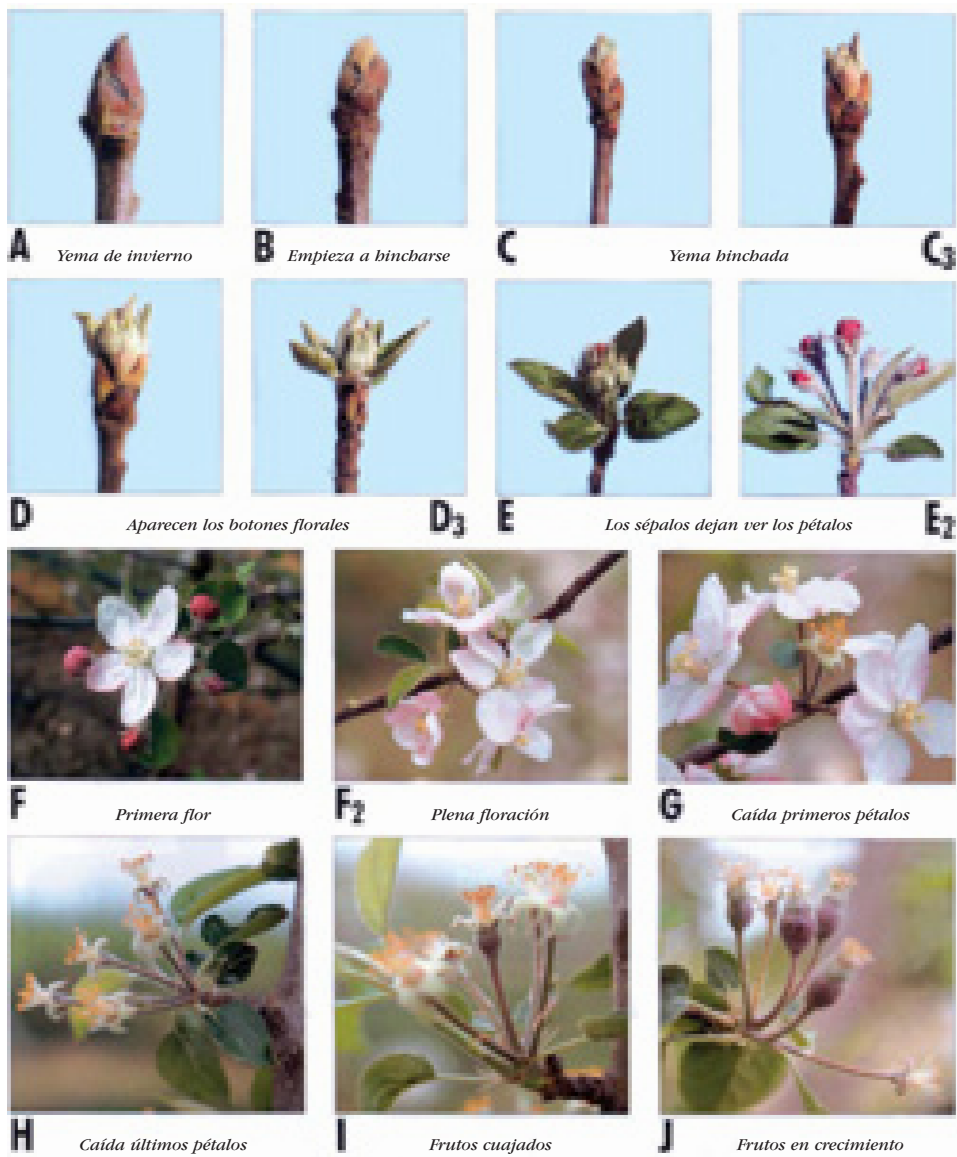 A Yema de invierno B Empieza a hincharse C Yema hinchada C3
D Aparecen los botones florales D3 E Los sépalos dejan ver los pétalos E2
F Primera flor F2 Plena floración G Caída primeros pétalos
H Caída últimos pétalos I Frutos cuajados J Frutos en crecimiento